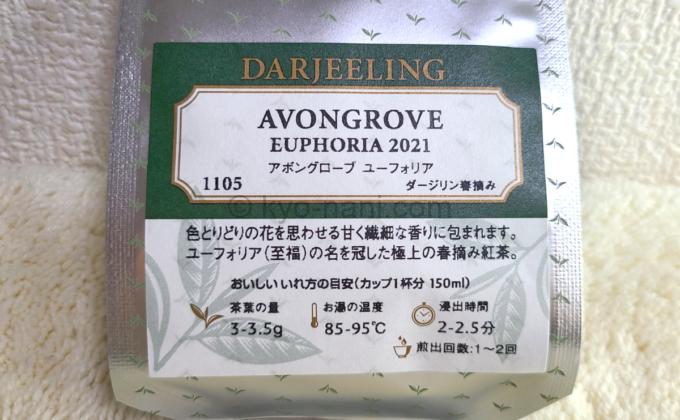 DARJEELING
AVONGROVE
EUPHORIA 2021
アボングローブ ユーフォリア
1105 ダージリン春摘み
© kyo-nani.com
色とりどりの花を思わせる甘く繊細な香りに包まれます。
ユーフォリア(至福)の名を冠した極上の春摘み紅茶。
おいしいいれ方の目安(カップ1杯分 150ml)
茶葉の量 お湯の温度 浸出時間
3-3.5g 85-95℃ 2-2.5分
煎出回数:1〜2回